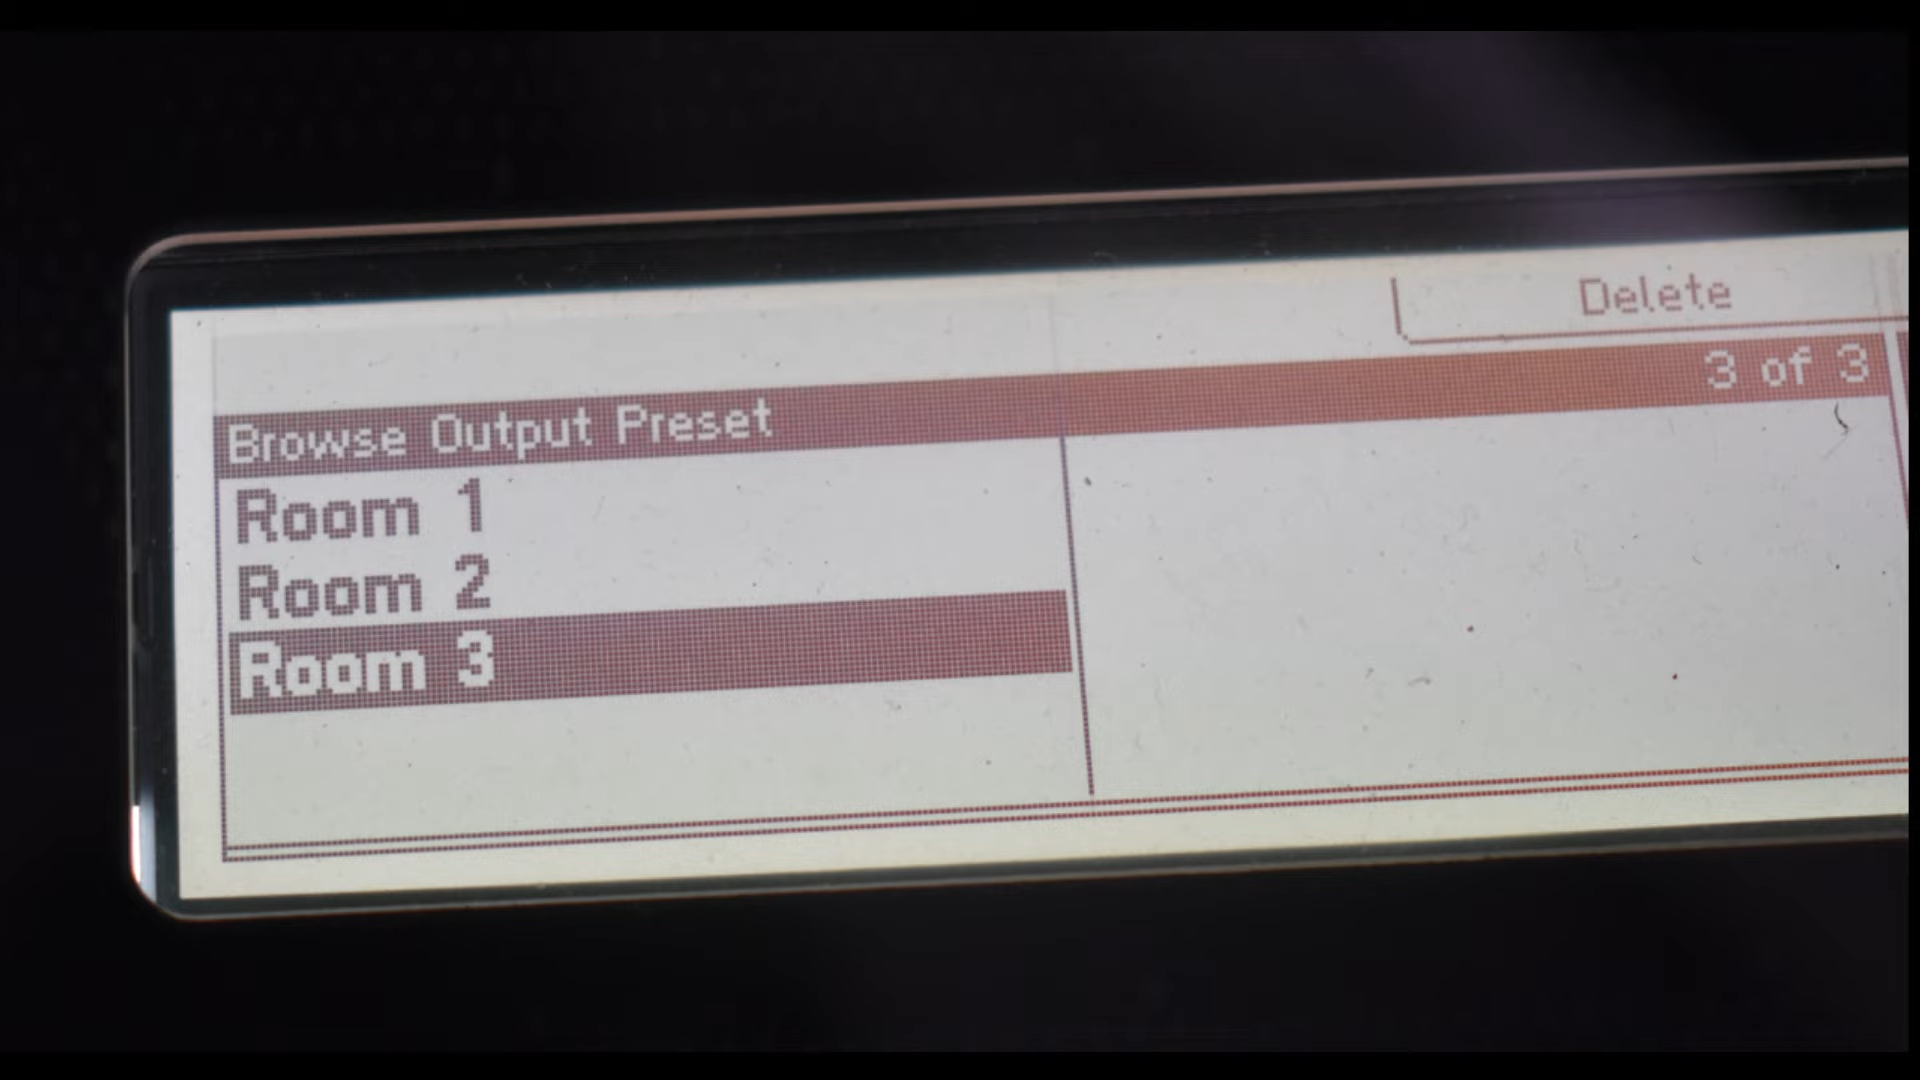 Delete
Browse Output Preset 3 of 3
Room 1
Room 2
Room 3